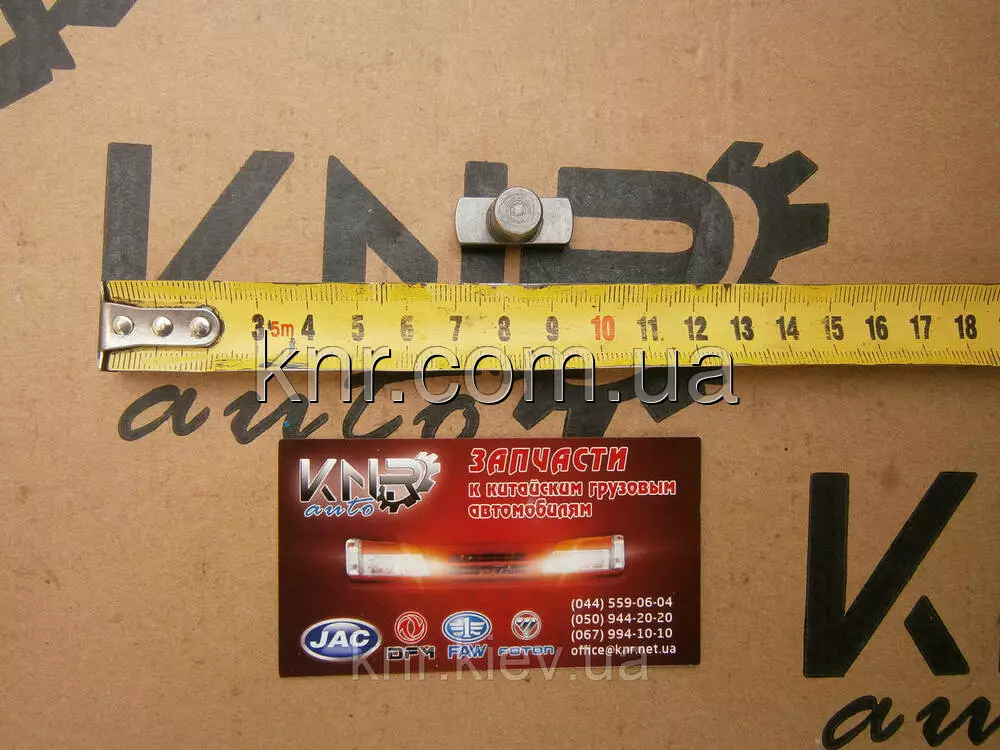 KNR
auto
3 5m 4 5 6 7 8 9 10 11 12 13 14 15 16 17 18
knr.com.ua
KNR
auto
ЗАПЧАСТИ
к китайским грузовым
автомобилям
JAC
DFM
FAW
FOTON
(044) 559-06-04
(050) 944-20-20
(067) 994-10-10
office@knr.net.ua
knr.kiev.ua
KN
au